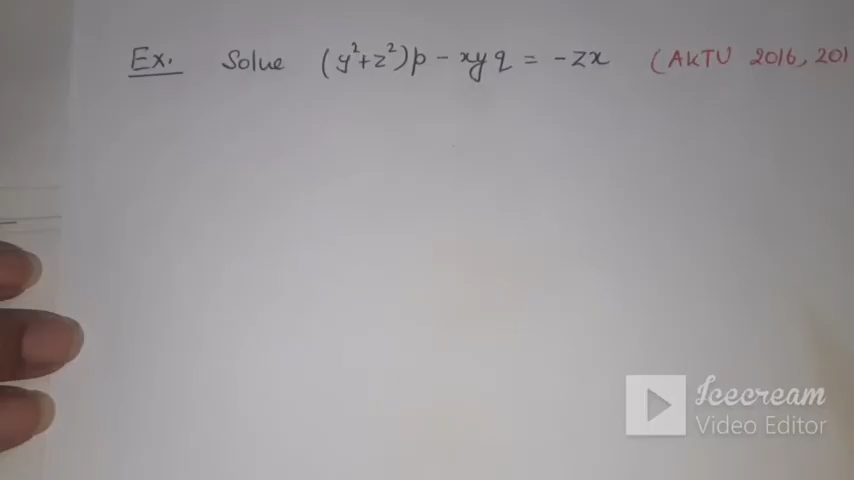 Ex. Solve (y²+z²)p - xyq = -zx (AKTU 2016, 201
Icecream
Video Editor